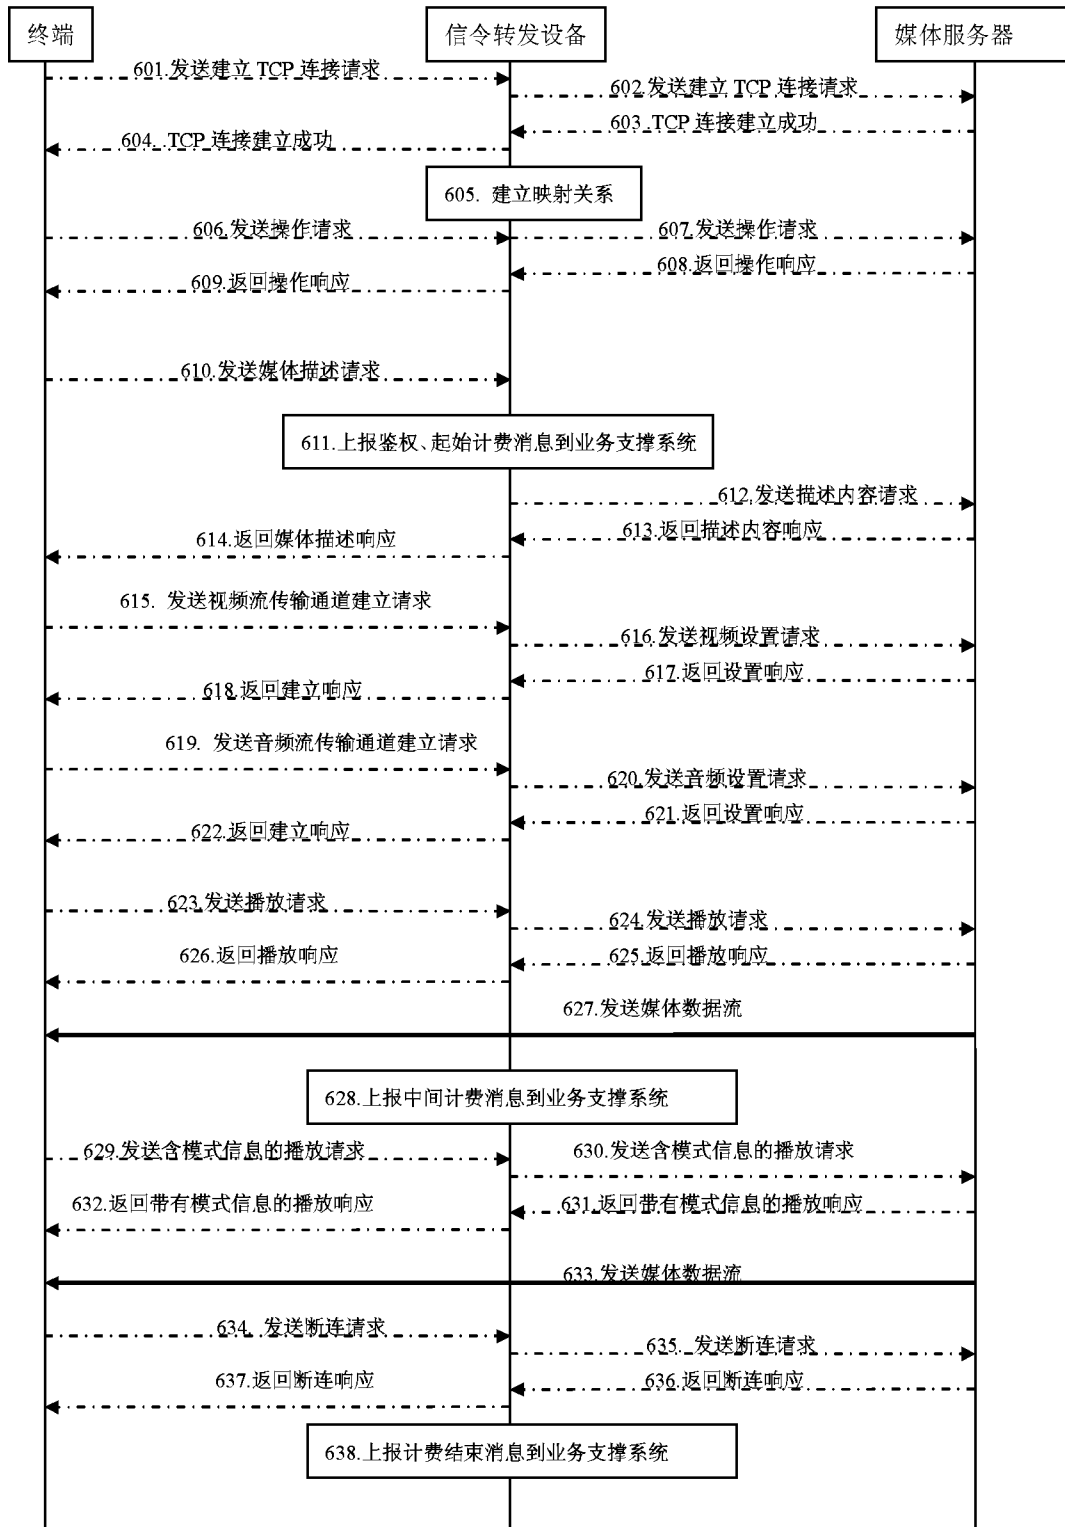 终端
信令转发设备
媒体服务器
601.发送建立 TCP 连接请求
602.发送建立 TCP 连接请求
603.TCP 连接建立成功
604. .TCP 连接建立成功
605. 建立映射关系
606.发送操作请求
607.发送操作请求
608.返回操作响应
609.返回操作响应
610.发送媒体描述请求
611.上报鉴权、起始计费消息到业务支撑系统
612.发送描述内容请求
613.返回描述内容响应
614.返回媒体描述响应
615. 发送视频流传输通道建立请求
616.发送视频设置请求
617.返回设置响应
618.返回建立响应
619. 发送音频流传输通道建立请求
620.发送音频设置请求
621.返回设置响应
622.返回建立响应
623.发送播放请求
624.发送播放请求
625.返回播放响应
626.返回播放响应
627.发送媒体数据流
628.上报中间计费消息到业务支撑系统
629.发送含模式信息的播放请求
630.发送含模式信息的播放请求
631.返回带有模式信息的播放响应
632.返回带有模式信息的播放响应
633.发送媒体数据流
634. 发送断连请求
635. 发送断连请求
636.返回断连响应
637.返回断连响应
638.上报计费结束消息到业务支撑系统